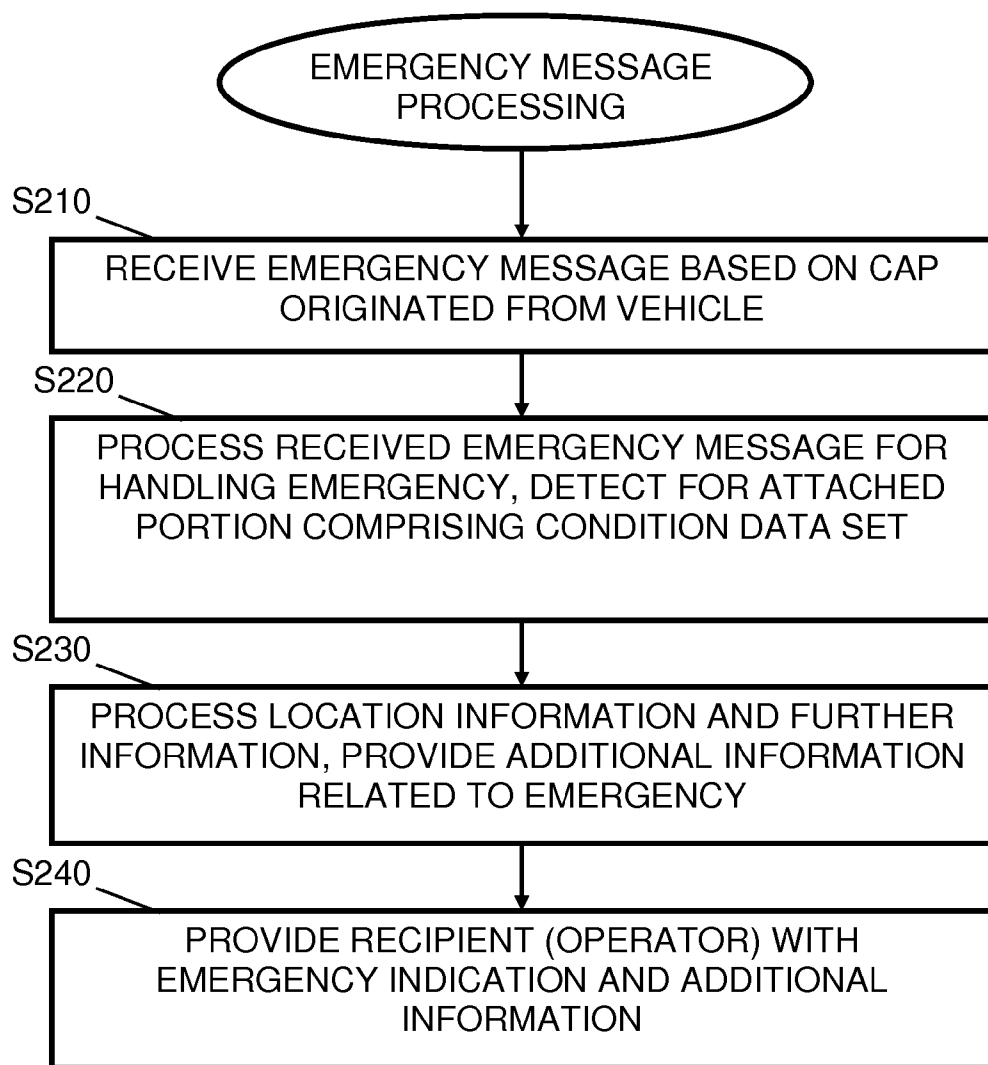 EMERGENCY MESSAGE
PROCESSING
S210
RECEIVE EMERGENCY MESSAGE BASED ON CAP
ORIGINATED FROM VEHICLE
S220
PROCESS RECEIVED EMERGENCY MESSAGE FOR
HANDLING EMERGENCY, DETECT FOR ATTACHED
PORTION COMPRISING CONDITION DATA SET
S230
PROCESS LOCATION INFORMATION AND FURTHER
INFORMATION, PROVIDE ADDITIONAL INFORMATION
RELATED TO EMERGENCY
S240
PROVIDE RECIPIENT (OPERATOR) WITH
EMERGENCY INDICATION AND ADDITIONAL
INFORMATION